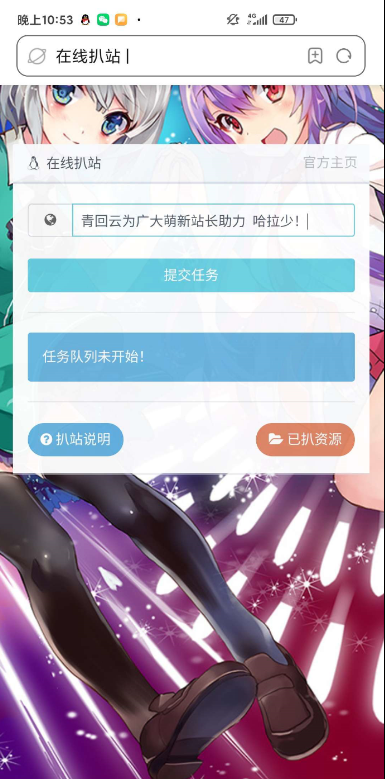 晚上10:53
4G 47
在线扒站 |
在线扒站 官方主页
青回云为广大萌新站长助力 哈拉少！
提交任务
任务队列未开始！
扒站说明 已扒资源